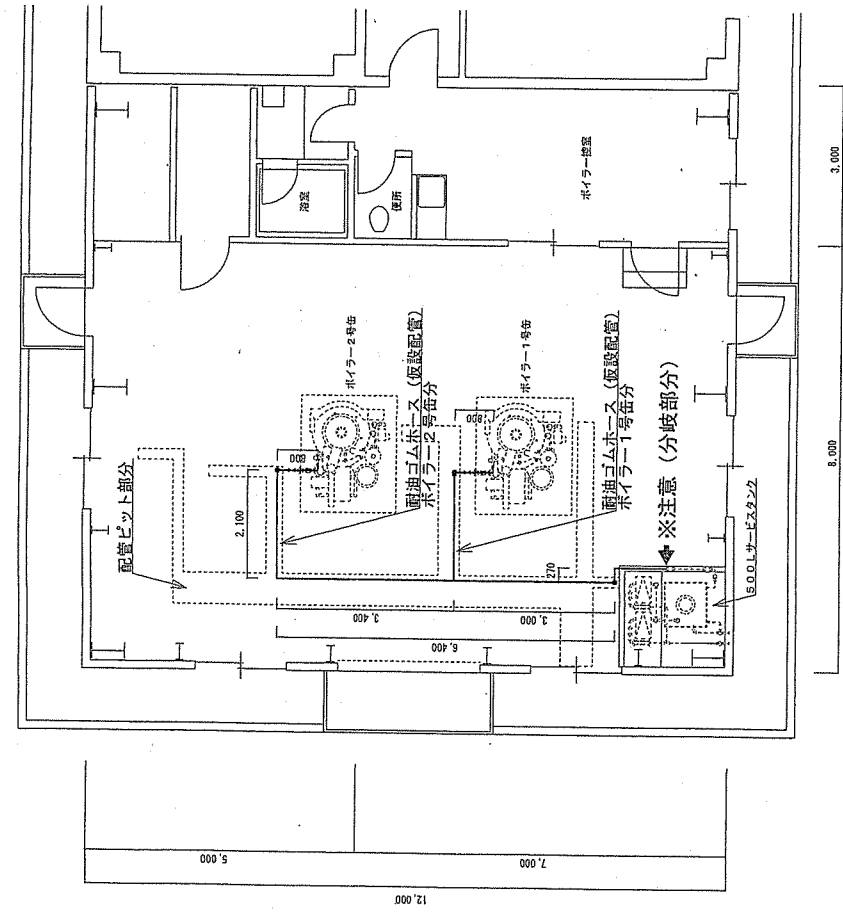 配管ピット部分
2,100
800
ボイラー2号缶
耐油ゴムホース（仮設配管）
ボイラー2号缶分
800
ボイラー1号缶
耐油ゴムホース（仮設配管）
ボイラー1号缶分
※注意（分岐部分）
500Lサービスタンク
270
3,400
3,000
6,400
浴室
便所
ボイラー控室
3,000
8,000
5,000
7,000
12,000